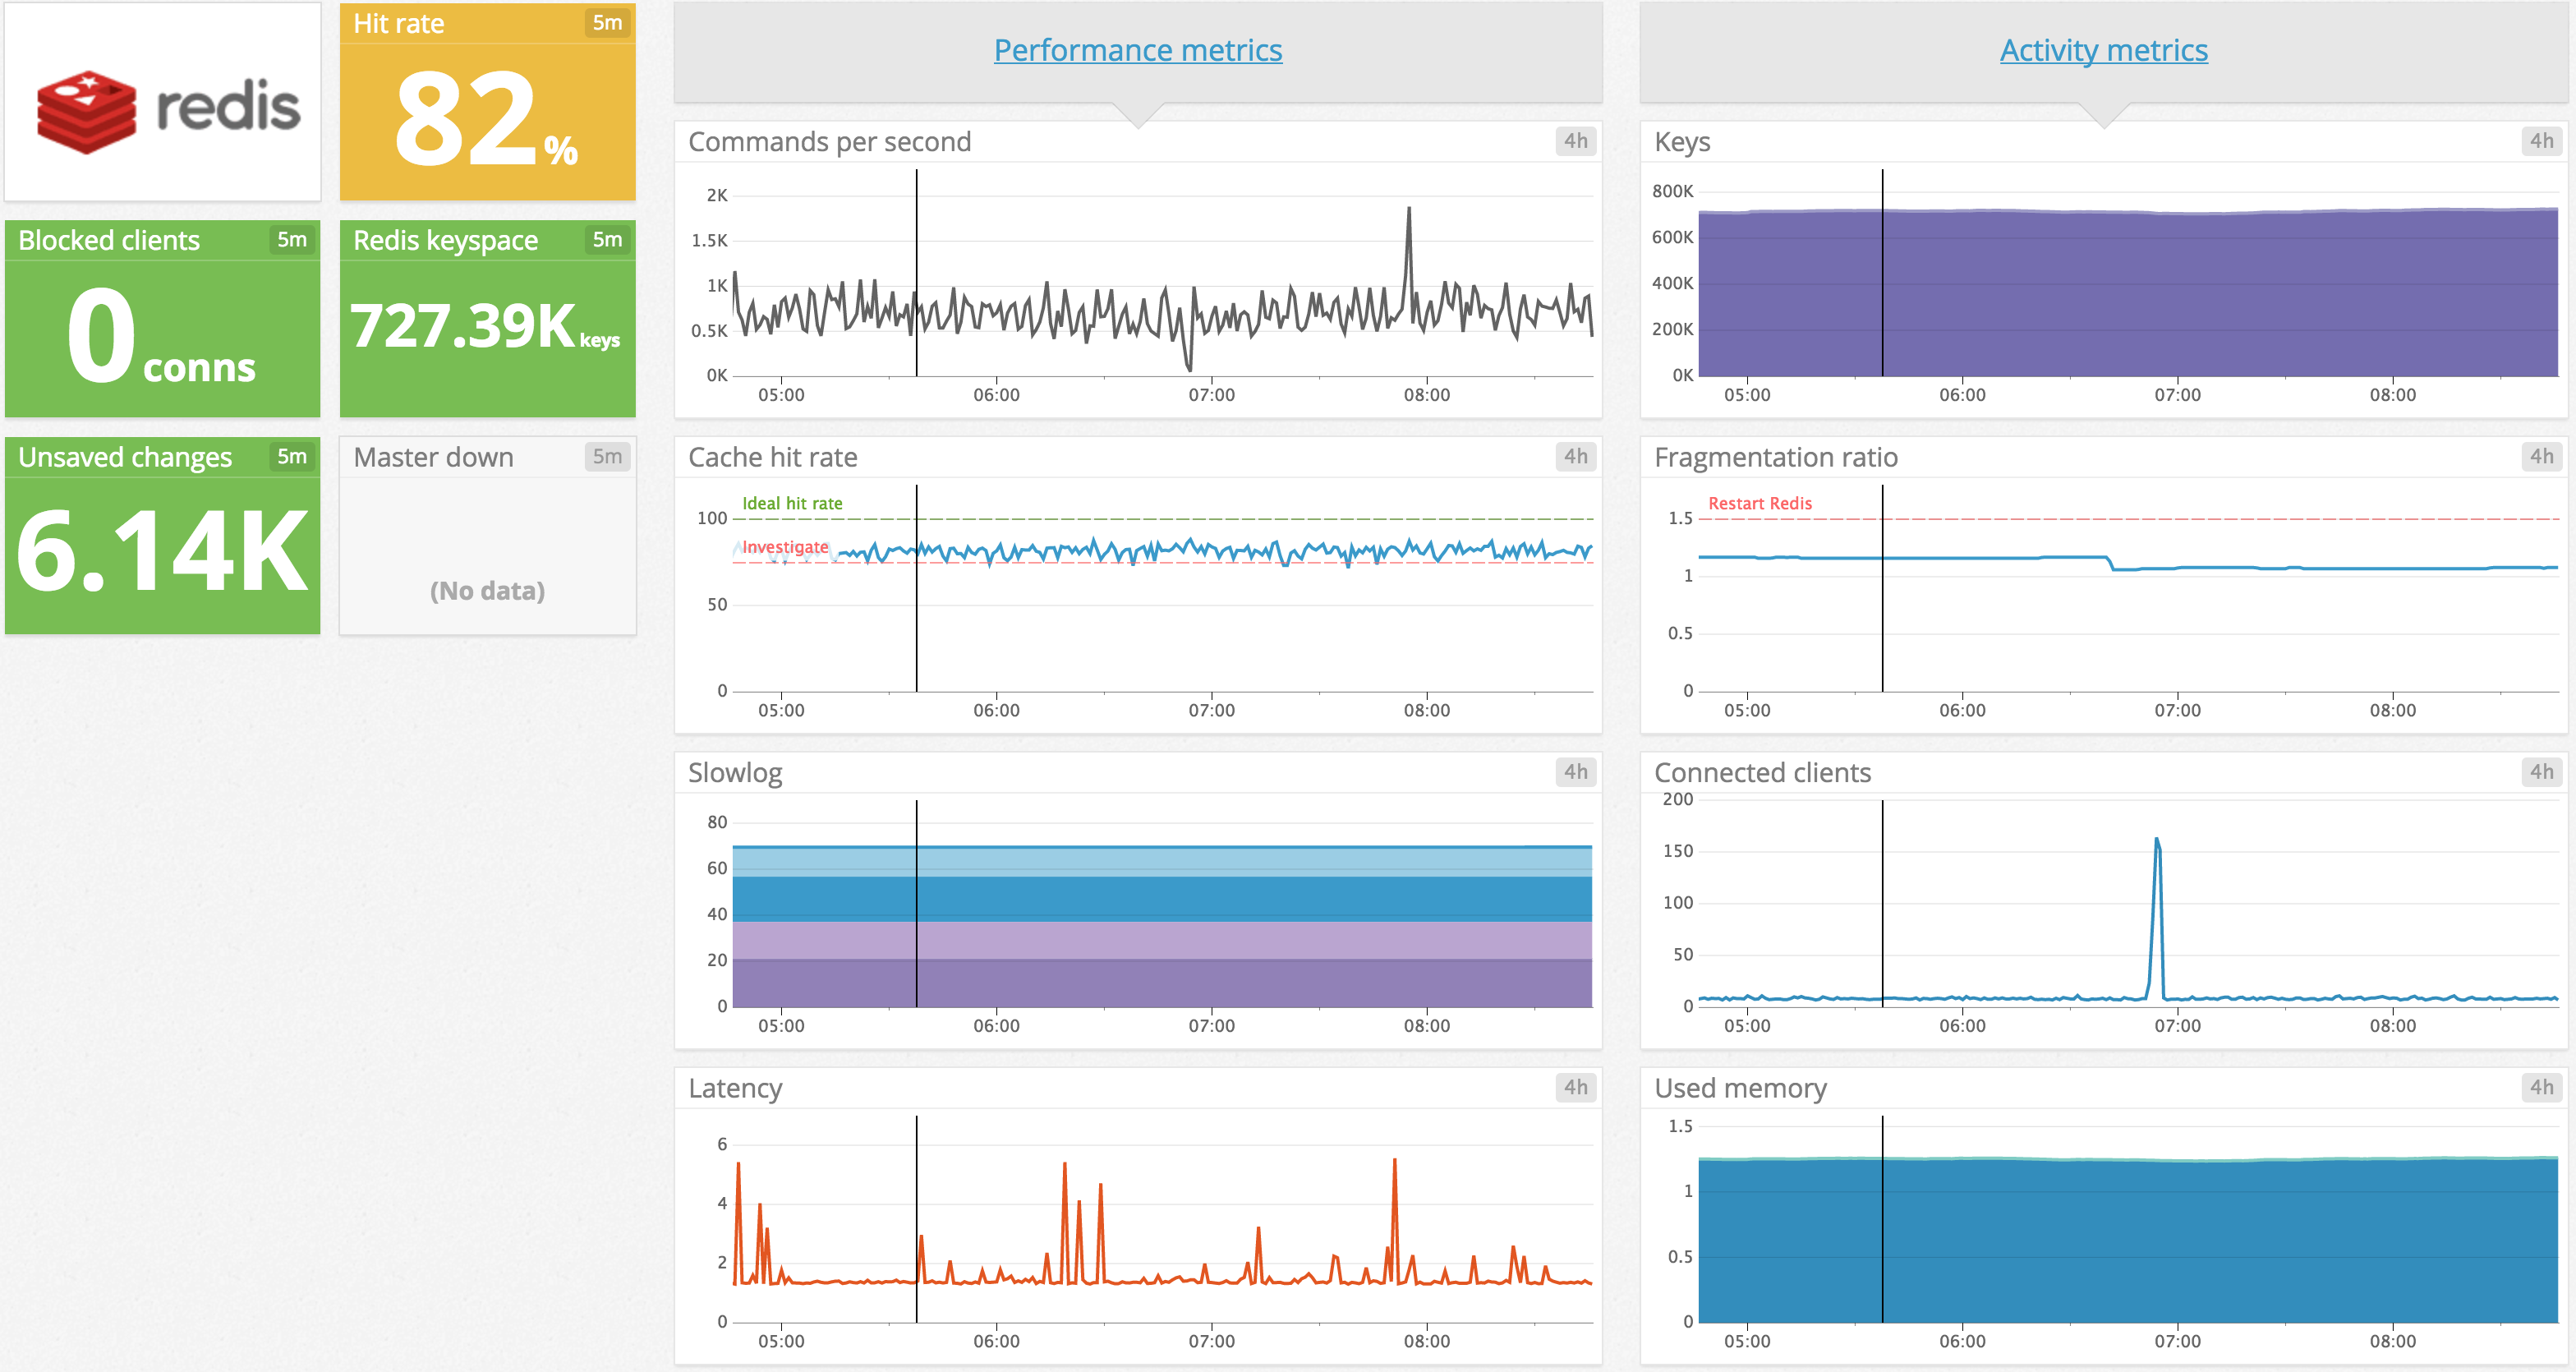 redis
Hit rate 5m
82 %
Blocked clients 5m
0 conns
Redis keyspace 5m
727.39K keys
Unsaved changes 5m
6.14K
Master down 5m
(No data)
Performance metrics
Commands per second 4h
2K
1.5K
1K
0.5K
0K
05:00 06:00 07:00 08:00
Cache hit rate 4h
Ideal hit rate
100
Investigate
50
0
05:00 06:00 07:00 08:00
Slowlog 4h
80
60
40
20
0
05:00 06:00 07:00 08:00
Latency 4h
6
4
2
0
05:00 06:00 07:00 08:00
Activity metrics
Keys 4h
800K
600K
400K
200K
0K
05:00 06:00 07:00 08:00
Fragmentation ratio 4h
Restart Redis
1.5
1
0.5
0
05:00 06:00 07:00 08:00
Connected clients 4h
200
150
100
50
0
05:00 06:00 07:00 08:00
Used memory 4h
1.5
1
0.5
0
05:00 06:00 07:00 08:00